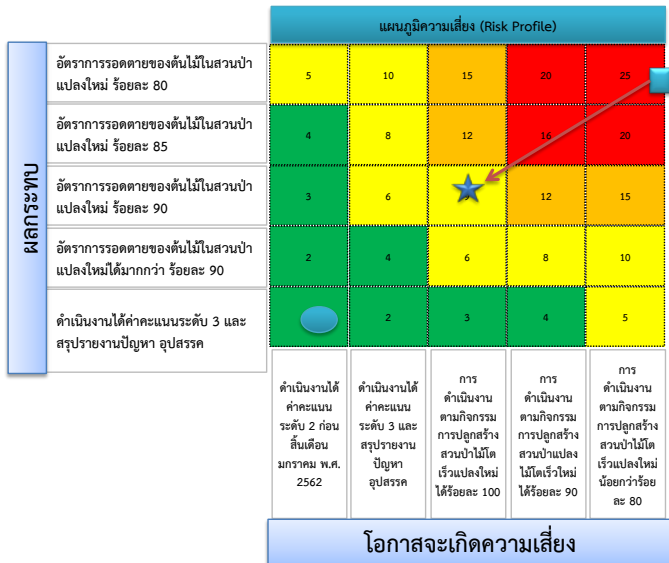 แผนภูมิความเสี่ยง (Risk Profile)
ผลกระทบ
อัตราการรอดตายของต้นไม้ในสวนป่า
แปลงใหม่ ร้อยละ 80
5
10
15
20
25
อัตราการรอดตายของต้นไม้ในสวนป่า
แปลงใหม่ ร้อยละ 85
4
8
12
16
20
อัตราการรอดตายของต้นไม้ในสวนป่า
แปลงใหม่ ร้อยละ 90
3
6
12
15
อัตราการรอดตายของต้นไม้ในสวนป่า
แปลงใหม่ได้มากกว่า ร้อยละ 90
2
4
6
8
10
ดำเนินงานได้ค่าคะแนนระดับ 3 และ
สรุปรายงานปัญหา อุปสรรค
2
3
4
5
ดำเนินงานได้
ค่าคะแนน
ระดับ 2 ก่อน
สิ้นเดือน
มกราคม พ.ศ.
2562
ดำเนินงานได้
ค่าคะแนน
ระดับ 3 และ
สรุปรายงาน
ปัญหา
อุปสรรค
การ
ดำเนินงาน
ตามกิจกรรม
การปลูกสร้าง
สวนป่าไม้โต
เร็วแปลงใหม่
ได้ร้อยละ 100
การ
ดำเนินงาน
ตามกิจกรรม
การปลูกสร้าง
สวนป่าแปลง
ไม้โตเร็วใหม่
ได้ร้อยละ 90
การ
ดำเนินงาน
ตามกิจกรรม
การปลูกสร้าง
สวนป่าไม้โต
เร็วแปลงใหม่
น้อยกว่าร้อย
ละ 80
โอกาสจะเกิดความเสี่ยง